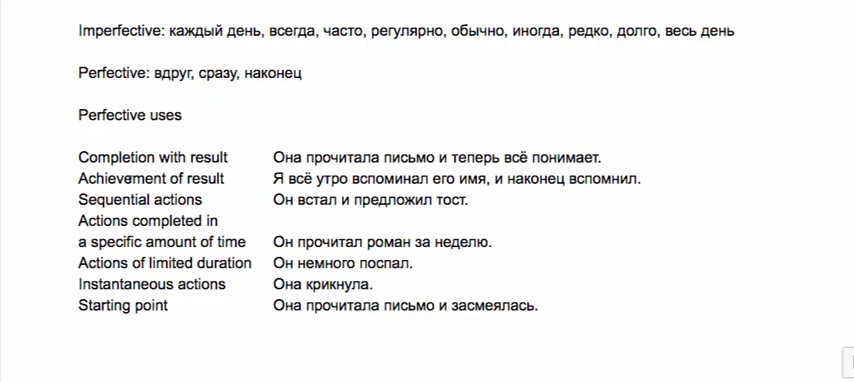 Imperfective: каждый день, всегда, часто, регулярно, обычно, иногда, редко, долго, весь день
Perfective: вдруг, сразу, наконец
Perfective uses
Completion with result Она прочитала письмо и теперь всё понимает.
Achievement of result Я всё утро вспоминал его имя, и наконец вспомнил.
Sequential actions Он встал и предложил тост.
Actions completed in
a specific amount of time Он прочитал роман за неделю.
Actions of limited duration Он немного поспал.
Instantaneous actions Она крикнула.
Starting point Она прочитала письмо и засмеялась.